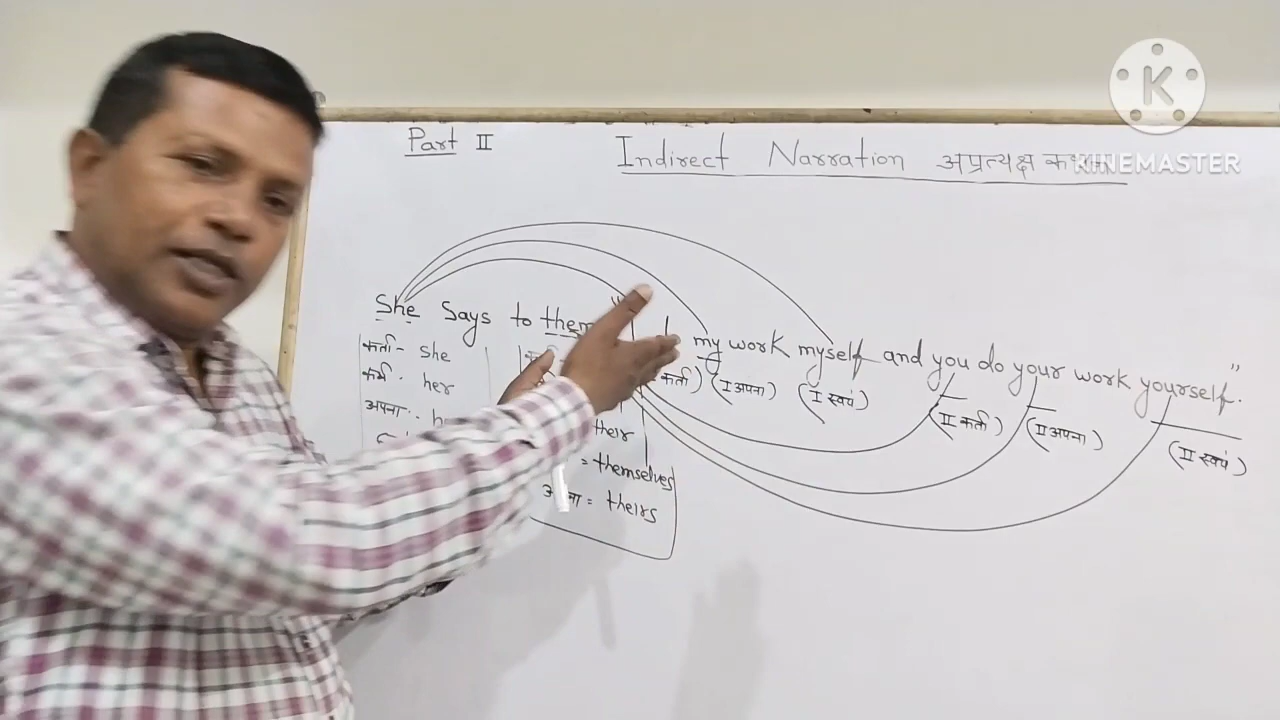 Part II
Indirect Narration अप्रत्यक्ष
KINEMASTER
She Says to them my work myself and you do your work yourself."
कर्ता - she
कर्म - her
अपना -
कर्ता) (I अपना) (I स्वयं)
(II कर्ता) (II अपना)
(II स्वयं)
their
= themselves
= theirs